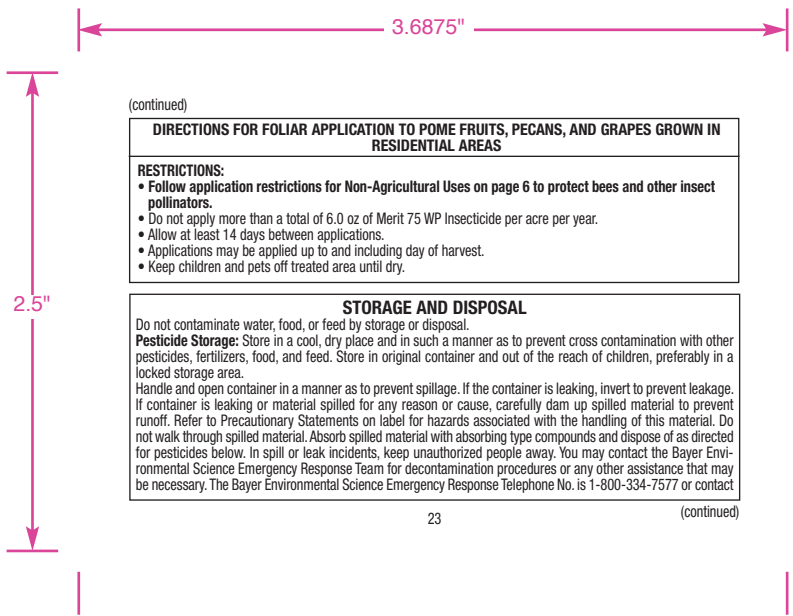 3.6875"
(continued)
DIRECTIONS FOR FOLIAR APPLICATION TO POME FRUITS, PECANS, AND GRAPES GROWN IN
RESIDENTIAL AREAS
RESTRICTIONS:
• Follow application restrictions for Non-Agricultural Uses on page 6 to protect bees and other insect
pollinators.
• Do not apply more than a total of 6.0 oz of Merit 75 WP Insecticide per acre per year.
• Allow at least 14 days between applications.
• Applications may be applied up to and including day of harvest.
• Keep children and pets off treated area until dry.
2.5"
STORAGE AND DISPOSAL
Do not contaminate water, food, or feed by storage or disposal.
Pesticide Storage: Store in a cool, dry place and in such a manner as to prevent cross contamination with other
pesticides, fertilizers, food, and feed. Store in original container and out of the reach of children, preferably in a
locked storage area.
Handle and open container in a manner as to prevent spillage. If the container is leaking, invert to prevent leakage.
If container is leaking or material spilled for any reason or cause, carefully dam up spilled material to prevent
runoff. Refer to Precautionary Statements on label for hazards associated with the handling of this material. Do
not walk through spilled material. Absorb spilled material with absorbing type compounds and dispose of as directed
for pesticides below. In spill or leak incidents, keep unauthorized people away. You may contact the Bayer Envi-
ronmental Science Emergency Response Team for decontamination procedures or any other assistance that may
be necessary. The Bayer Environmental Science Emergency Response Telephone No. is 1-800-334-7577 or contact
23
(continued)